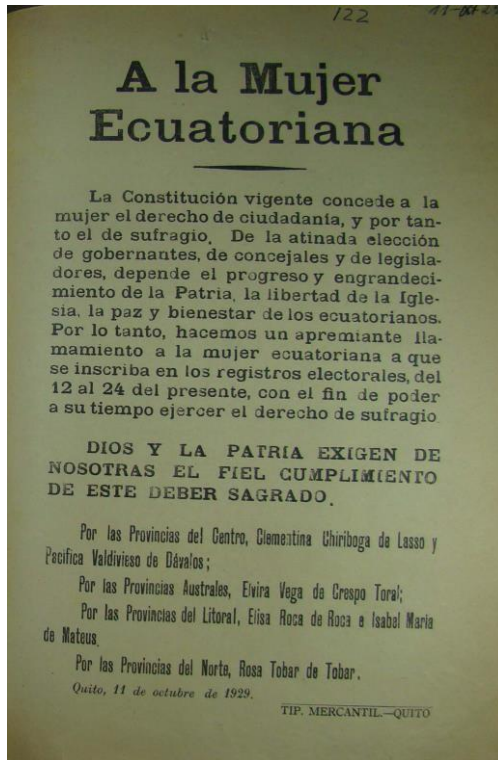 122
A la Mujer
Ecuatoriana
La Constitución vigente concede a la
mujer el derecho de ciudadanía, y por tan-
to el de sufragio. De la atinada elección
de gobernantes, de concejales y de legisla-
dores, depende el progreso y engrandeci-
miento de la Patria, la libertad de la Igle-
sia, la paz y bienestar de los ecuatorianos.
Por lo tanto, hacemos un apremiante lla-
mamiento a la mujer ecuatoriana a que
se inscriba en los registros electorales, del
12 al 24 del presente, con el fin de poder
a su tiempo ejercer el derecho de sufragio
DIOS Y LA PATRIA EXIGEN DE
NOSOTRAS EL FIEL CUMPLIMIENTO
DE ESTE DEBER SAGRADO.
Por las Provincias del Centro, Clementina Chiriboga de Lasso y
Pacífica Valdivieso de Dávalos;
Por las Provincias Australes, Elvira Vega de Crespo Toral;
Por las Provincias del Litoral, Elisa Roca de Roca e Isabel María
de Mateus.
Por las Provincias del Norte, Rosa Tobar de Tobar.
Quito, 11 de octubre de 1929.
TIP. MERCANTIL.—QUITO